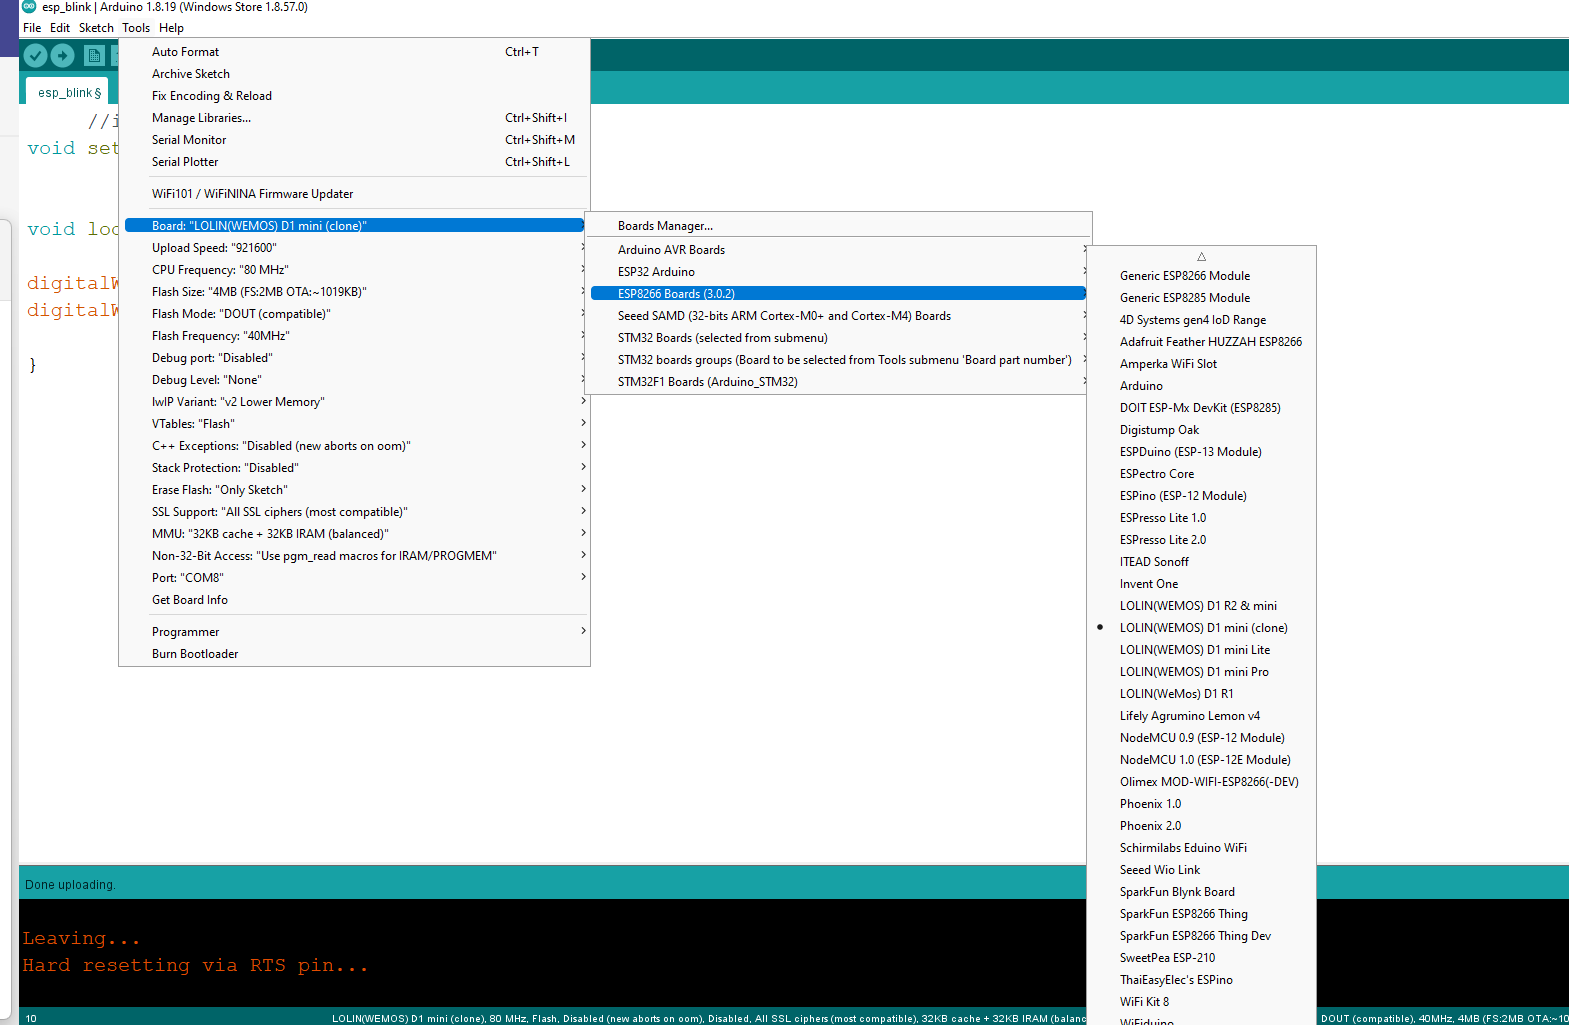 esp_blink | Arduino 1.8.19 (Windows Store 1.8.57.0)
File Edit Sketch Tools Help
esp_blink §
//i
void set
void loo
digitalW
digitalW
}
Auto Format Ctrl+T
Archive Sketch
Fix Encoding & Reload
Manage Libraries... Ctrl+Shift+I
Serial Monitor Ctrl+Shift+M
Serial Plotter Ctrl+Shift+L
WiFi101 / WiFiNINA Firmware Updater
Board: "LOLIN(WEMOS) D1 mini (clone)"
Upload Speed: "921600"
CPU Frequency: "80 MHz"
Flash Size: "4MB (FS:2MB OTA:~1019KB)"
Flash Mode: "DOUT (compatible)"
Flash Frequency: "40MHz"
Debug port: "Disabled"
Debug Level: "None"
lwIP Variant: "v2 Lower Memory"
VTables: "Flash"
C++ Exceptions: "Disabled (new aborts on oom)"
Stack Protection: "Disabled"
Erase Flash: "Only Sketch"
SSL Support: "All SSL ciphers (most compatible)"
MMU: "32KB cache + 32KB IRAM (balanced)"
Non-32-Bit Access: "Use pgm_read macros for IRAM/PROGMEM"
Port: "COM8"
Get Board Info
Programmer
Burn Bootloader
Boards Manager...
Arduino AVR Boards
ESP32 Arduino
ESP8266 Boards (3.0.2)
Seeed SAMD (32-bits ARM Cortex-M0+ and Cortex-M4) Boards
STM32 Boards (selected from submenu)
STM32 boards groups (Board to be selected from Tools submenu 'Board part number')
STM32F1 Boards (Arduino_STM32)
Generic ESP8266 Module
Generic ESP8285 Module
4D Systems gen4 IoD Range
Adafruit Feather HUZZAH ESP8266
Amperka WiFi Slot
Arduino
DOIT ESP-Mx DevKit (ESP8285)
Digistump Oak
ESPDuino (ESP-13 Module)
ESPectro Core
ESPino (ESP-12 Module)
ESPresso Lite 1.0
ESPresso Lite 2.0
ITEAD Sonoff
Invent One
LOLIN(WEMOS) D1 R2 & mini
LOLIN(WEMOS) D1 mini (clone)
LOLIN(WEMOS) D1 mini Lite
LOLIN(WEMOS) D1 mini Pro
LOLIN(WeMos) D1 R1
Lifely Agrumino Lemon v4
NodeMCU 0.9 (ESP-12 Module)
NodeMCU 1.0 (ESP-12E Module)
Olimex MOD-WIFI-ESP8266(-DEV)
Phoenix 1.0
Phoenix 2.0
Schirmilabs Eduino WiFi
Seeed Wio Link
SparkFun Blynk Board
SparkFun ESP8266 Thing
SparkFun ESP8266 Thing Dev
SweetPea ESP-210
ThaiEasyElec's ESPino
WiFi Kit 8
WiFiduino
Done uploading.
Leaving...
Hard resetting via RTS pin...
10 LOLIN(WEMOS) D1 mini (clone), 80 MHz, Flash, Disabled (new aborts on oom), Disabled, All SSL ciphers (most compatible), 32KB cache + 32KB IRAM (balanc DOUT (compatible), 40MHz, 4MB (FS:2MB OTA:~10